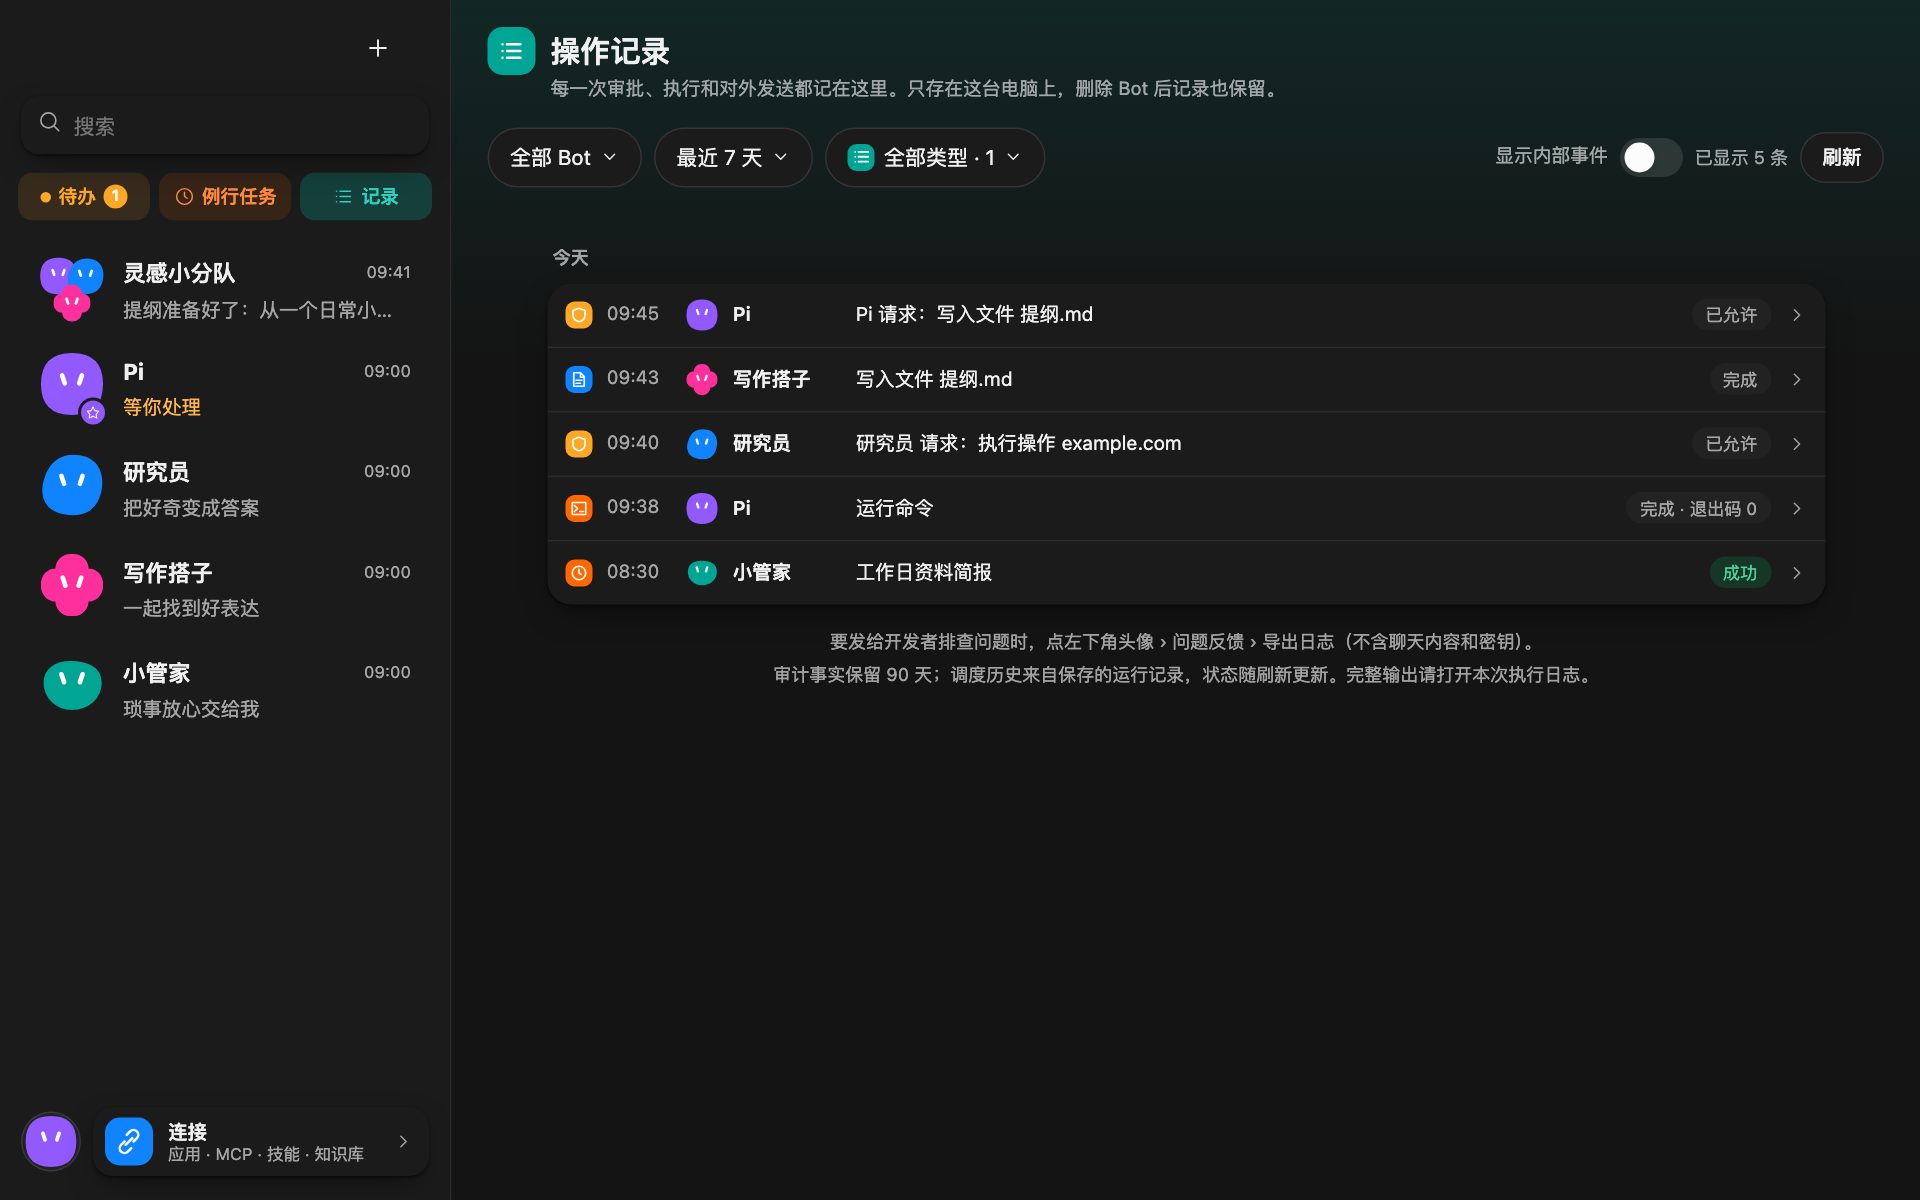 搜索
待办 1
例行任务
记录
灵感小分队 09:41
提纲准备好了：从一个日常小...
Pi 09:00
等你处理
研究员 09:00
把好奇变成答案
写作搭子 09:00
一起找到好表达
小管家 09:00
琐事放心交给我
连接
应用 · MCP · 技能 · 知识库
操作记录
每一次审批、执行和对外发送都记在这里。只存在这台电脑上，删除 Bot 后记录也保留。
全部 Bot
最近 7 天
全部类型 · 1
显示内部事件
已显示 5 条
刷新
今天
09:45 Pi Pi 请求：写入文件 提纲.md 已允许
09:43 写作搭子 写入文件 提纲.md 完成
09:40 研究员 研究员 请求：执行操作 example.com 已允许
09:38 Pi 运行命令 完成 · 退出码 0
08:30 小管家 工作日资料简报 成功
要发给开发者排查问题时，点左下角头像 › 问题反馈 › 导出日志（不含聊天内容和密钥）。
审计事实保留 90 天；调度历史来自保存的运行记录，状态随刷新更新。完整输出请打开本次执行日志。